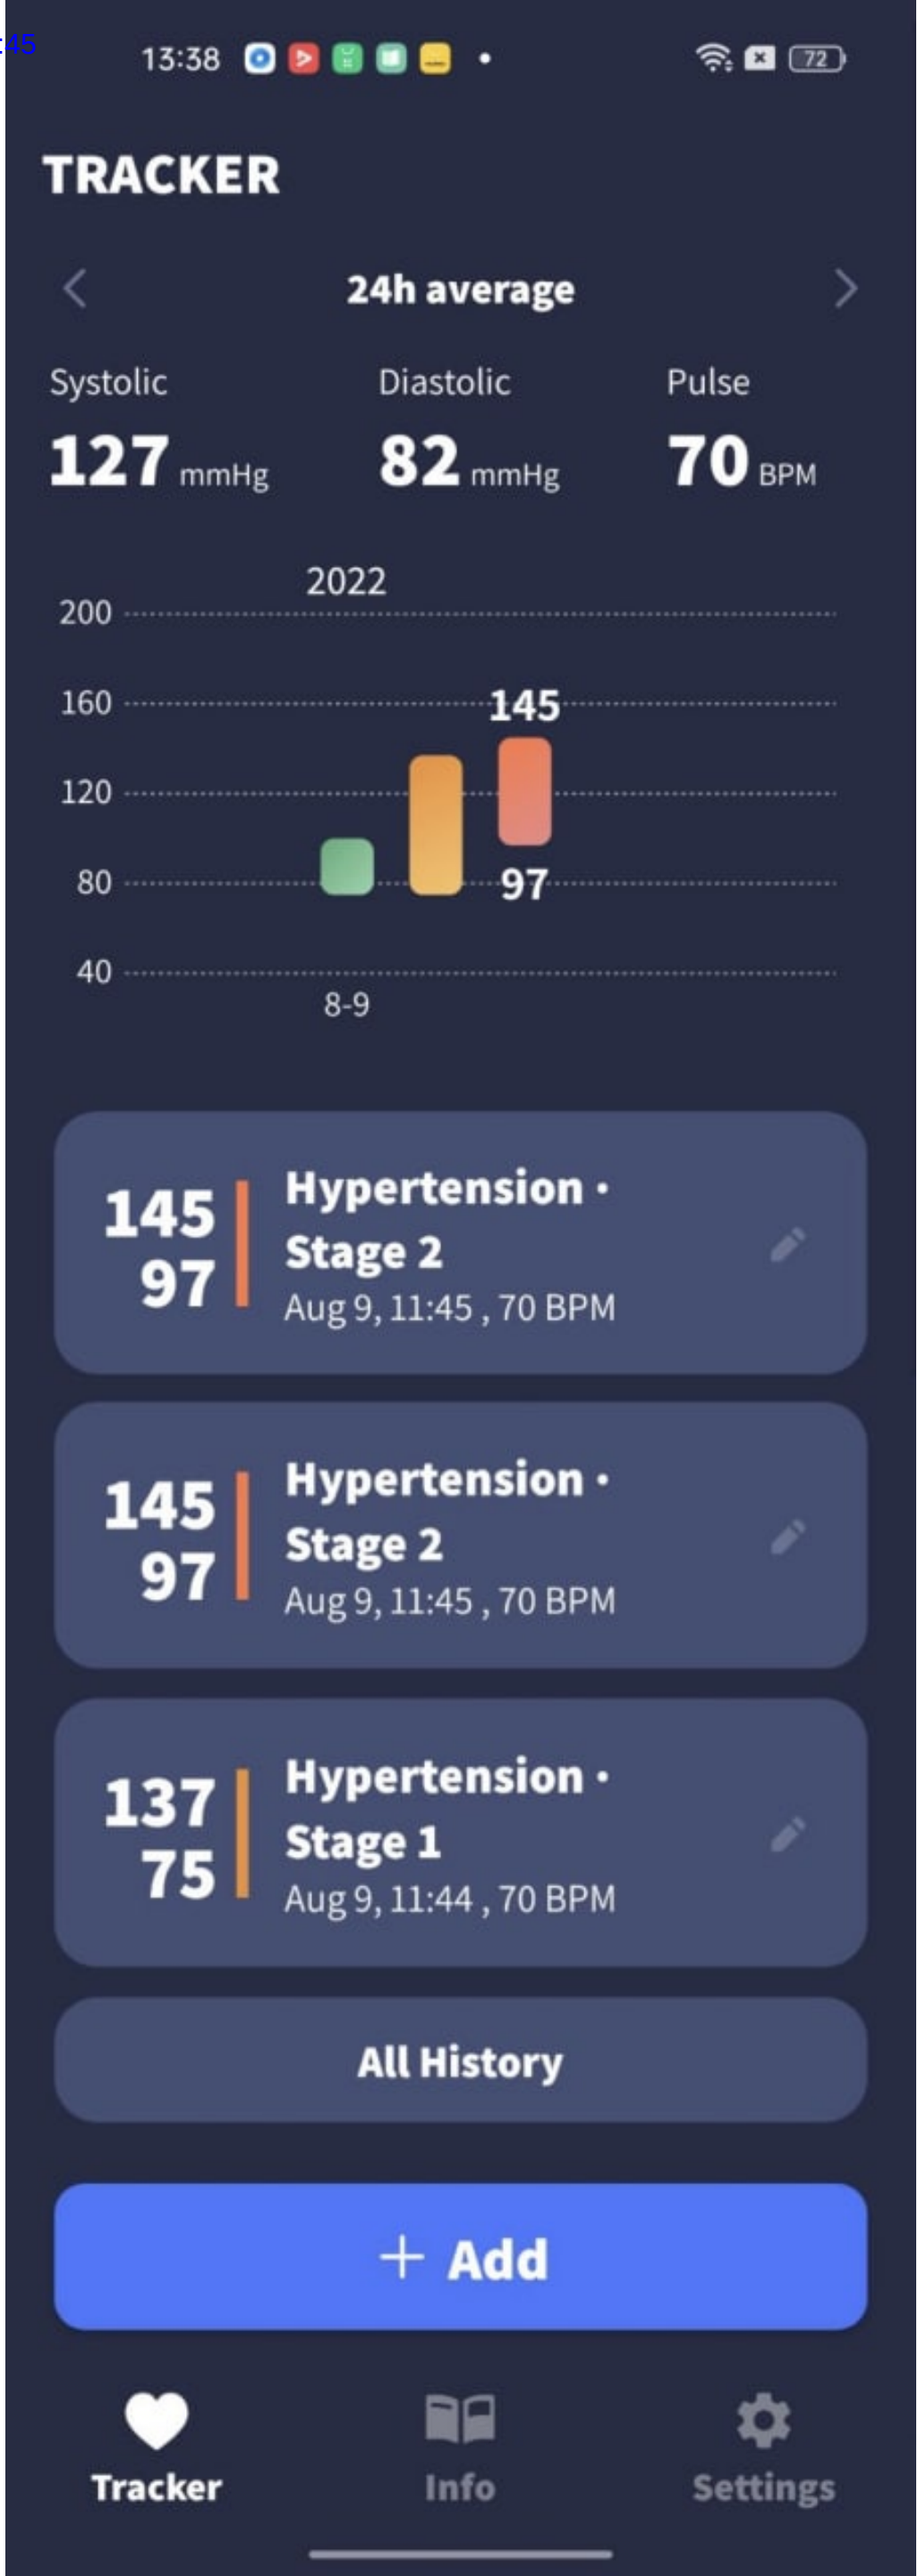 :45
13:38
72
TRACKER
24h average
Systolic Diastolic Pulse
127 mmHg 82 mmHg 70 BPM
2022
200
160
145
120
80
97
40
8-9
145
97
Hypertension •
Stage 2
Aug 9, 11:45 , 70 BPM
145
97
Hypertension •
Stage 2
Aug 9, 11:45 , 70 BPM
137
75
Hypertension •
Stage 1
Aug 9, 11:44 , 70 BPM
All History
+ Add
Tracker Info Settings